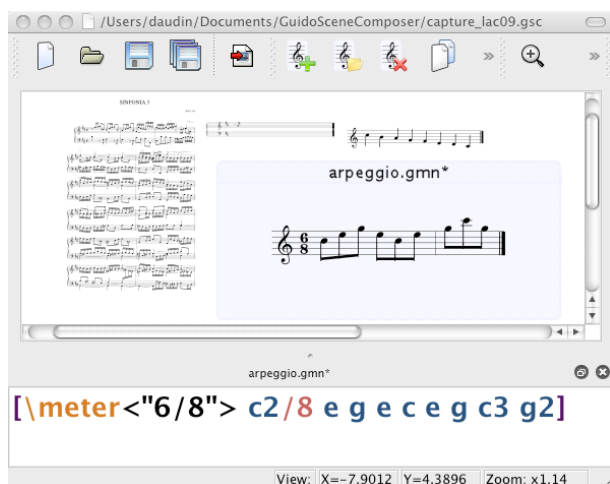 /Users/daudin/Documents/GuidoSceneComposer/capture_lac09.gsc
»
»
SINFONIA 5
arpeggio.gmn*
6
8
arpeggio.gmn*
[\meter<"6/8"> c2/8 e g e c e g c3 g2]
View: X=-7.9012 Y=4.3896 Zoom: x1.14